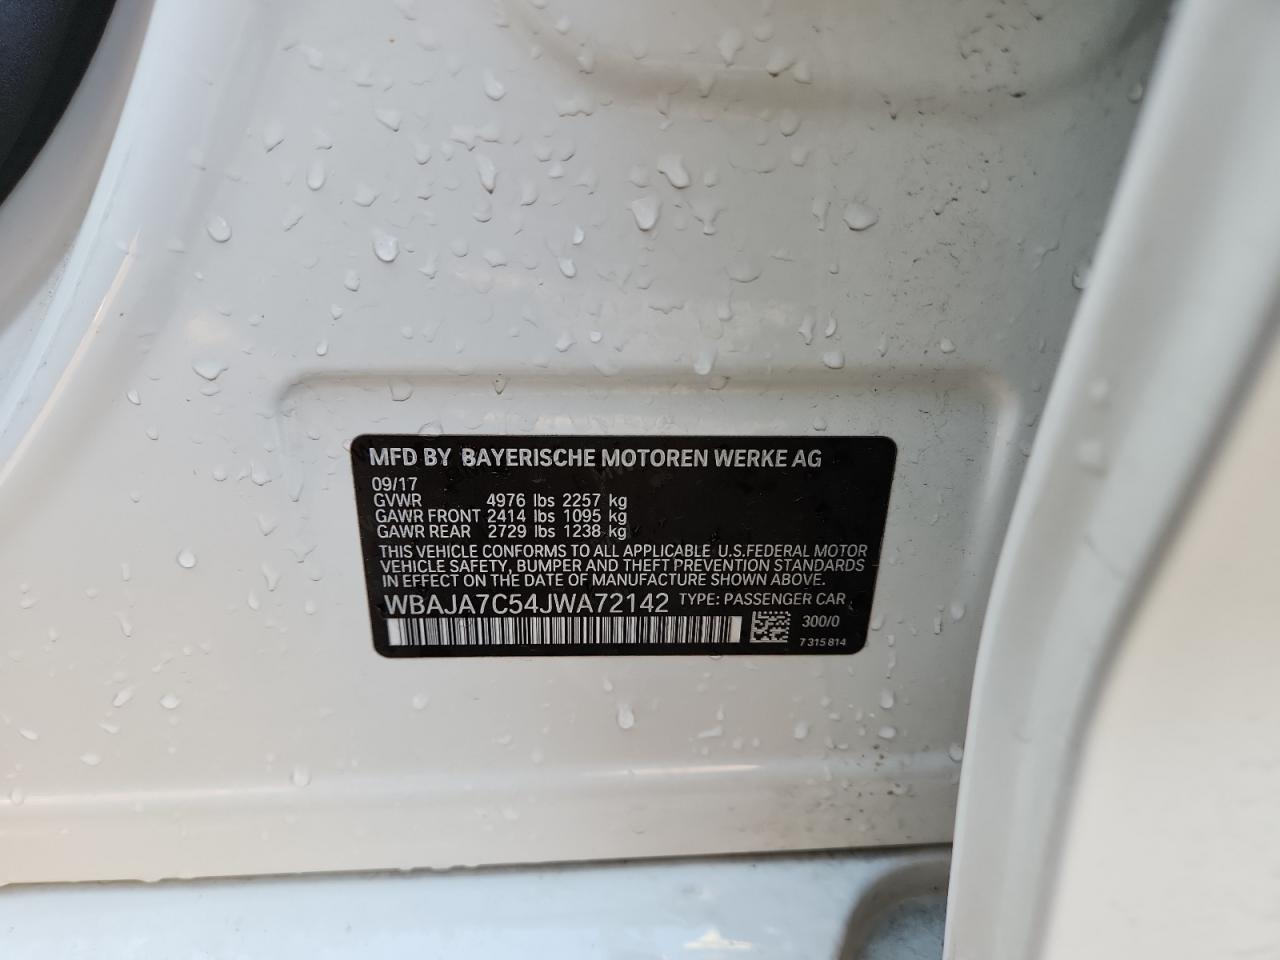 MFD BY BAYERISCHE MOTOREN WERKE AG
09/17
GVWR 4976 lbs 2257 kg
GAWR FRONT 2414 lbs 1095 kg
GAWR REAR 2729 lbs 1238 kg
THIS VEHICLE CONFORMS TO ALL APPLICABLE U.S.FEDERAL MOTOR
VEHICLE SAFETY, BUMPER AND THEFT PREVENTION STANDARDS
IN EFFECT ON THE DATE OF MANUFACTURE SHOWN ABOVE.
WBAJA7C54JWA72142 TYPE: PASSENGER CAR
300/0
7 315 814